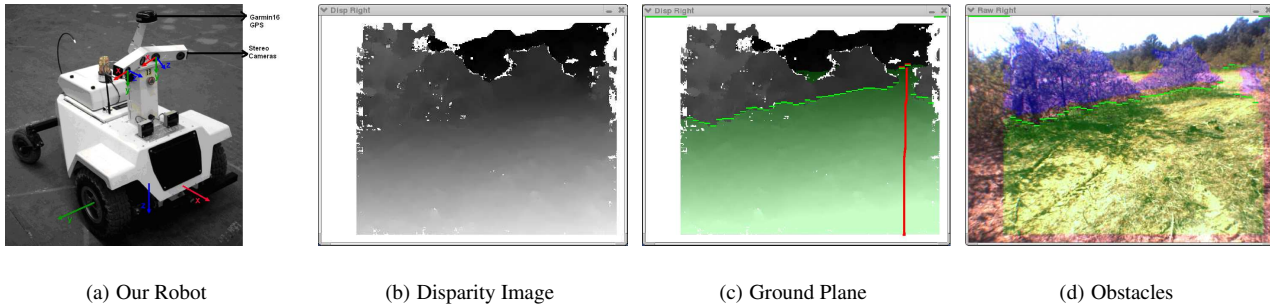 Garmin16
GPS
Stereo
Cameras
Disp Right
Disp Right
Raw Right
(a) Our Robot
(b) Disparity Image
(c) Ground Plane
(d) Obstacles